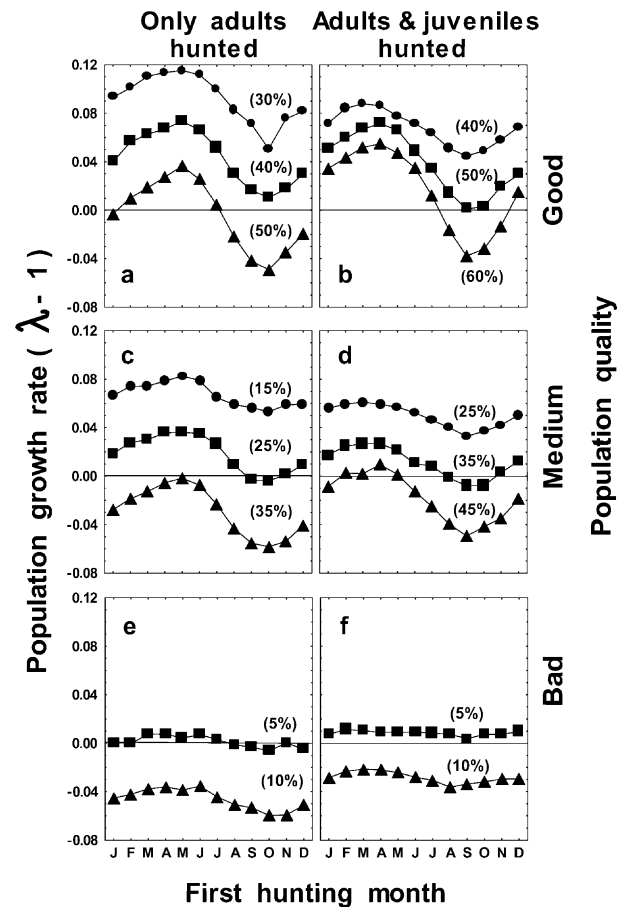 Only adults hunted
Adults & juveniles hunted
0.12
0.08
0.04
0.00
-0.04
-0.08
(30%)
(40%)
(50%)
a
(40%)
(50%)
(60%)
b
Good
0.12
0.08
0.04
0.00
-0.04
-0.08
c
(15%)
(25%)
(35%)
d
(25%)
(35%)
(45%)
Medium
0.12
0.08
0.04
0.00
-0.04
-0.08
e
(5%)
(10%)
f
(5%)
(10%)
Bad
J F M A M J J A S O N D
J F M A M J J A S O N D
First hunting month
Population growth rate ( λ - 1)
Population quality